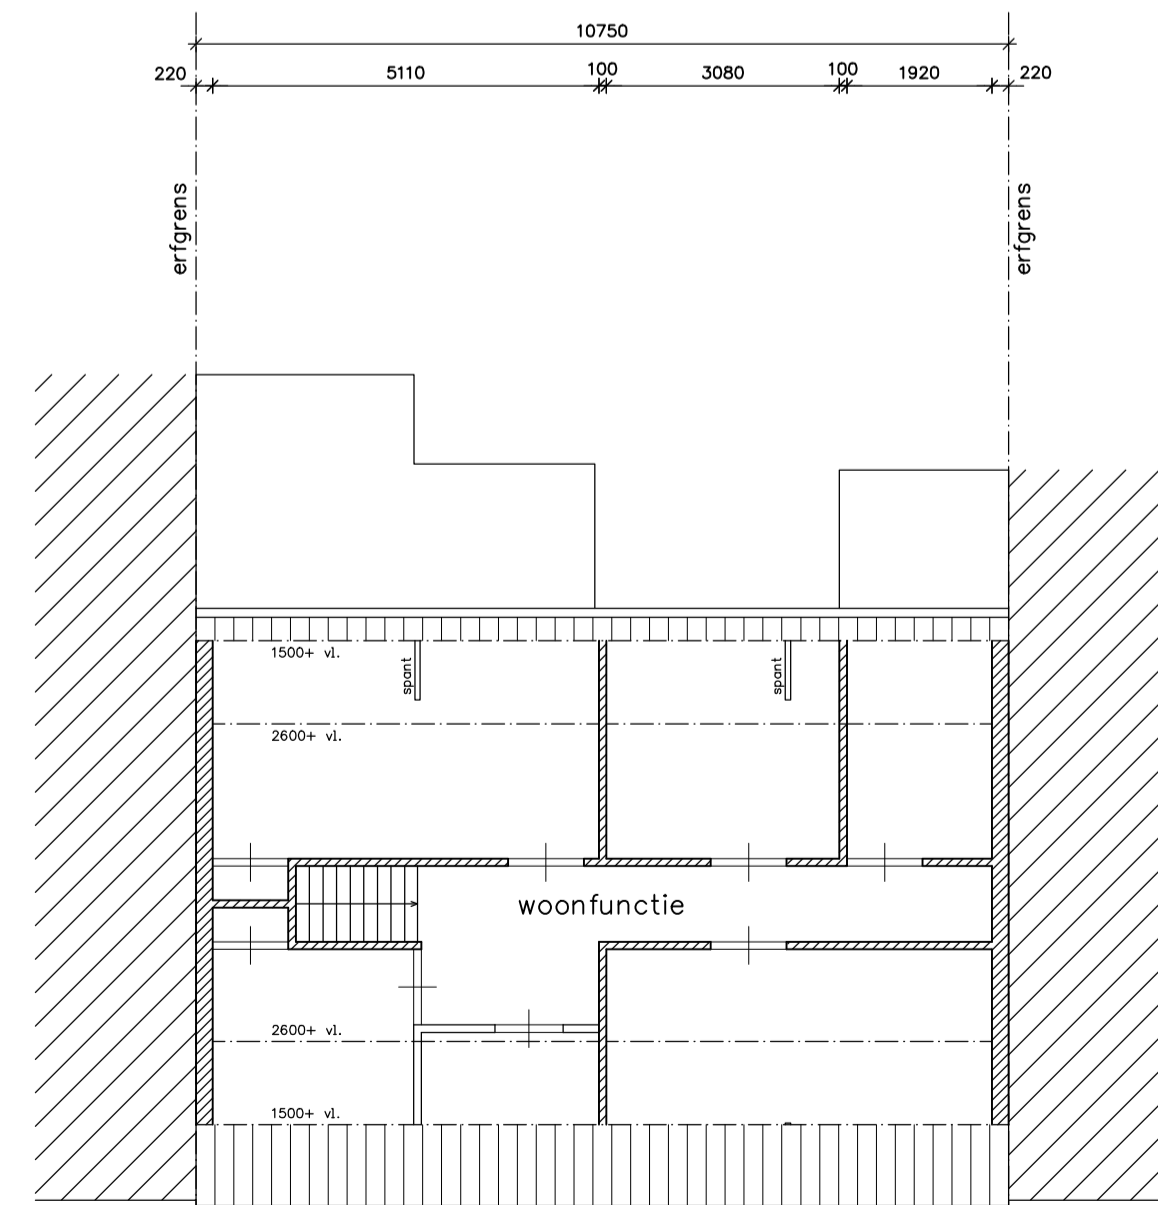 10750
220 5110 100 3080 100 1920 220
erfgrens
erfgrens
1500+ vl.
spant
spant
2600+ vl.
woonfunctie
2600+ vl.
1500+ vl.